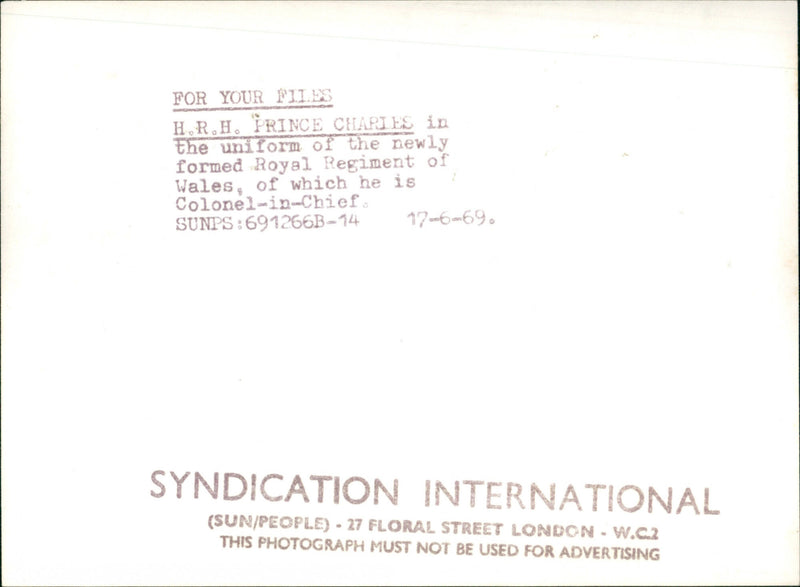 FOR YOUR FILES
H.R.H. PRINCE CHARLES in
the uniform of the newly
formed Royal Regiment of
Wales, of which he is
Colonel-in-Chief.
SUNPS:691266B-14 17-6-69.
SYNDICATION INTERNATIONAL
(SUN/PEOPLE) - 27 FLORAL STREET LONDON - W.C.2
THIS PHOTOGRAPH MUST NOT BE USED FOR ADVERTISING